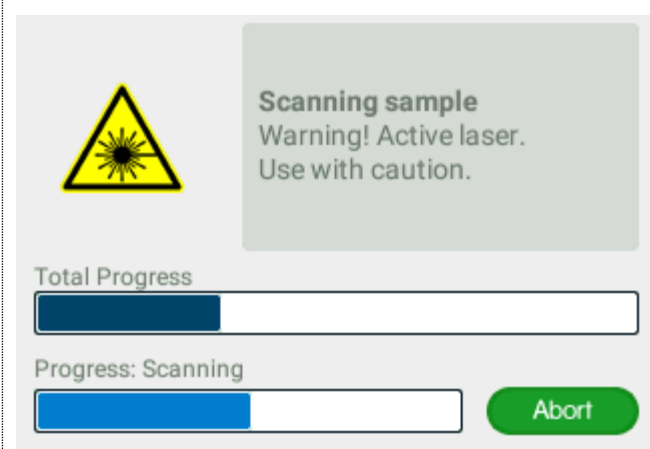 Scanning sample
Warning! Active laser.
Use with caution.
Total Progress
Progress: Scanning
Abort